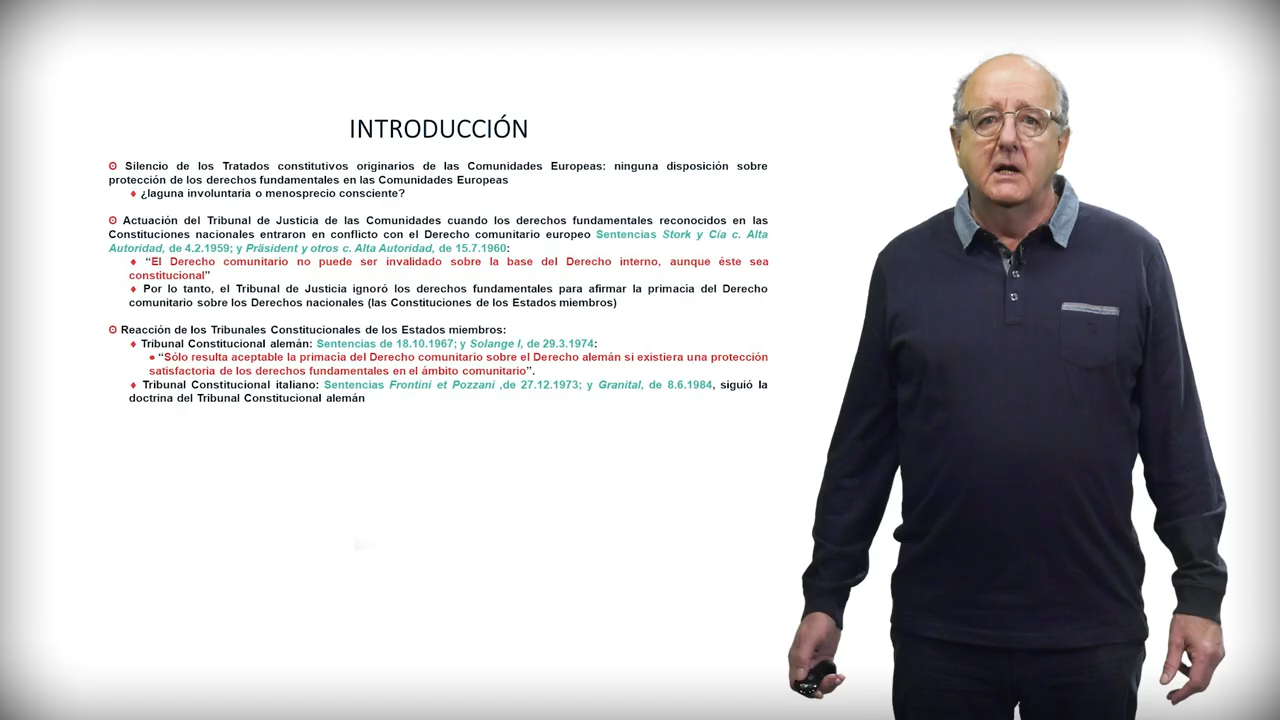 INTRODUCCIÓN
⊙ Silencio de los Tratados constitutivos originarios de las Comunidades Europeas: ninguna disposición sobre
protección de los derechos fundamentales en las Comunidades Europeas
♦ ¿laguna involuntaria o menosprecio consciente?
⊙ Actuación del Tribunal de Justicia de las Comunidades cuando los derechos fundamentales reconocidos en las
Constituciones nacionales entraron en conflicto con el Derecho comunitario europeo Sentencias Stork y Cía c. Alta
Autoridad, de 4.2.1959; y Präsident y otros c. Alta Autoridad, de 15.7.1960:
♦ “El Derecho comunitario no puede ser invalidado sobre la base del Derecho interno, aunque éste sea
constitucional”
♦ Por lo tanto, el Tribunal de Justicia ignoró los derechos fundamentales para afirmar la primacia del Derecho
comunitario sobre los Derechos nacionales (las Constituciones de los Estados miembros)
⊙ Reacción de los Tribunales Constitucionales de los Estados miembros:
♦ Tribunal Constitucional alemán: Sentencias de 18.10.1967; y Solange I, de 29.3.1974:
● “Sólo resulta aceptable la primacia del Derecho comunitario sobre el Derecho alemán si existiera una protección
satisfactoria de los derechos fundamentales en el ámbito comunitario”.
♦ Tribunal Constitucional italiano: Sentencias Frontini et Pozzani ,de 27.12.1973; y Granital, de 8.6.1984, siguió la
doctrina del Tribunal Constitucional alemán